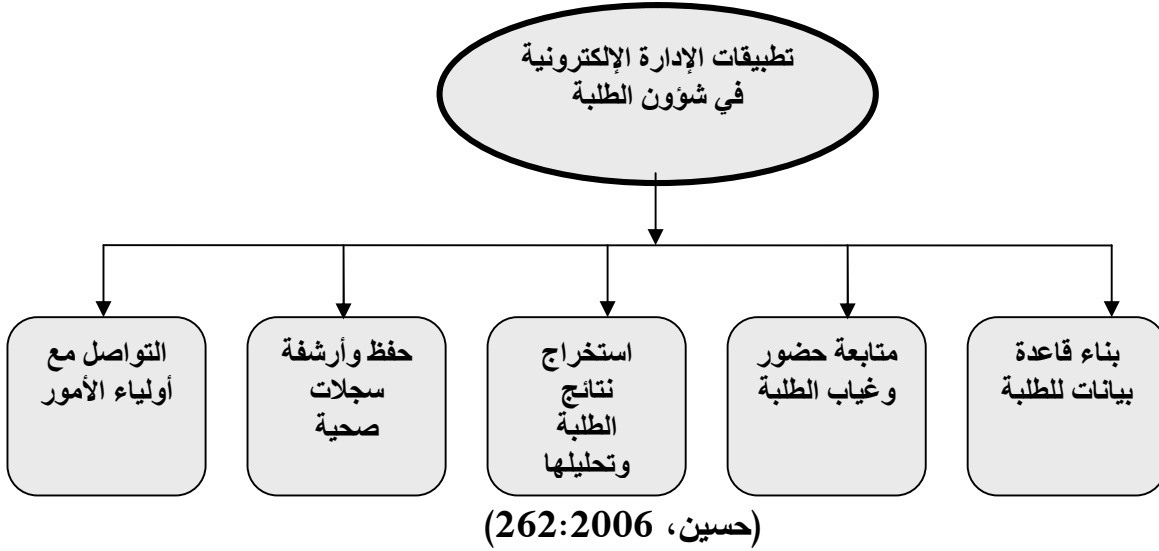 تطبيقات الإدارة الإلكترونية
في شؤون الطلبة
بناء قاعدة
بيانات للطلبة
متابعة حضور
وغياب الطلبة
استخراج
نتائج
الطلبة
وتحليلها
حفظ وأرشفة
سجلات
صحية
التواصل مع
أولياء الأمور
(حسين، 262:2006)